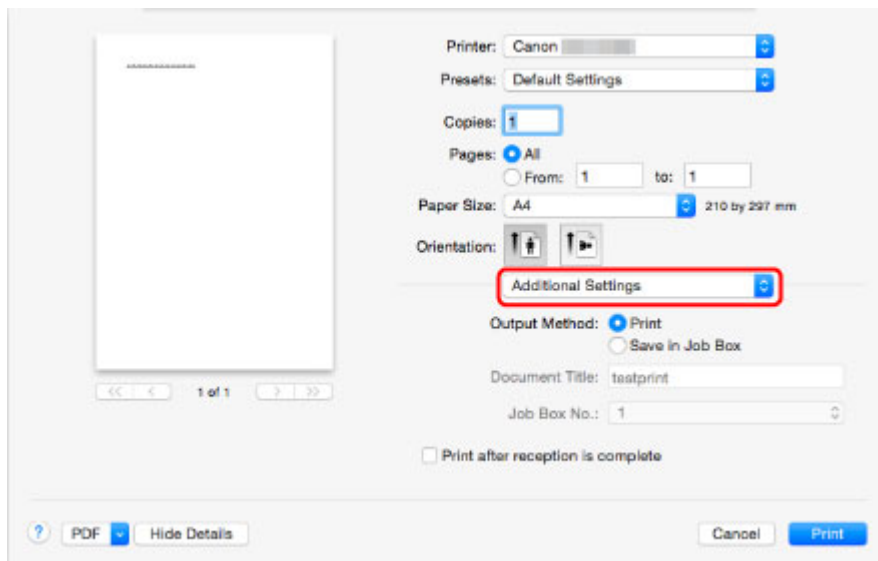 Printer: Canon
Presets: Default Settings
Copies: 1
Pages: All
From: 1 to: 1
Paper Size: A4 210 by 297 mm
Orientation:
Additional Settings
Output Method: Print
Save in Job Box
1 of 1
Document Title: testprint
Job Box No.: 1
Print after reception is complete
? PDF Hide Details Cancel Print